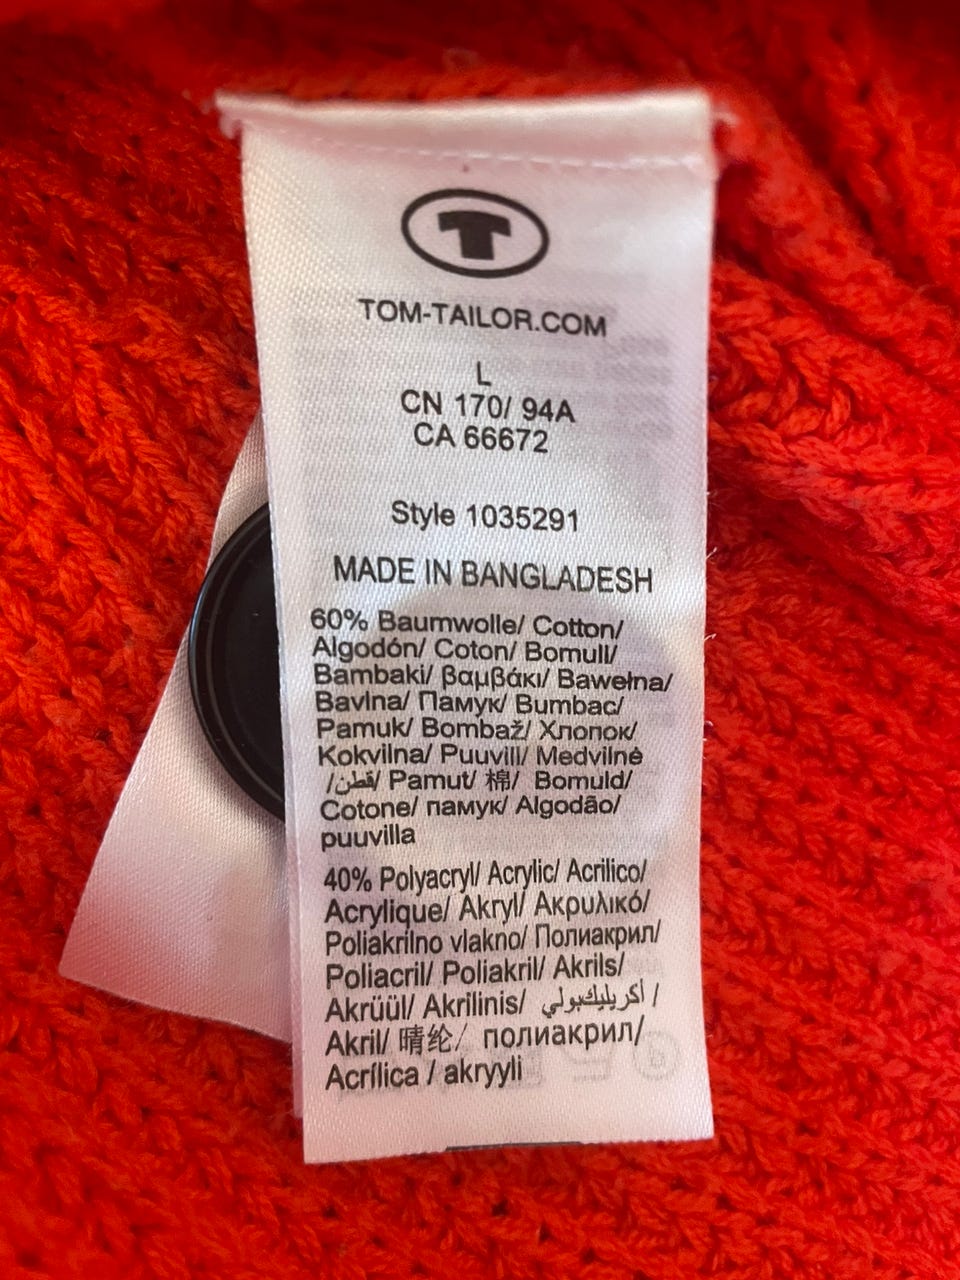 T
TOM-TAILOR.COM
L
CN 170/ 94A
CA 66672
Style 1035291
MADE IN BANGLADESH
60% Baumwolle/ Cotton/
Algodón/ Coton/ Bomull/
Bambaki/ βαμβάκι/ Bawełna/
Bavlna/ Памук/ Bumbac/
Pamuk/ Bombaž/ Хлопок/
Kokvilna/ Puuvill/ Medvilnė
/قطن/ Pamut/ 棉/ Bomuld/
Cotone/ памук/ Algodão/
puuvilla
40% Polyacryl/ Acrylic/ Acrilico/
Acrylique/ Akryl/ Ακρυλικό/
Poliakrilno vlakno/ Полиакрил/
Poliacril/ Poliakril/ Akrils/
Akrüül/ Akrilinis/ أكريليكبولي /
Akril/ 晴纶/ полиакрил/
Acrílica / akryyli